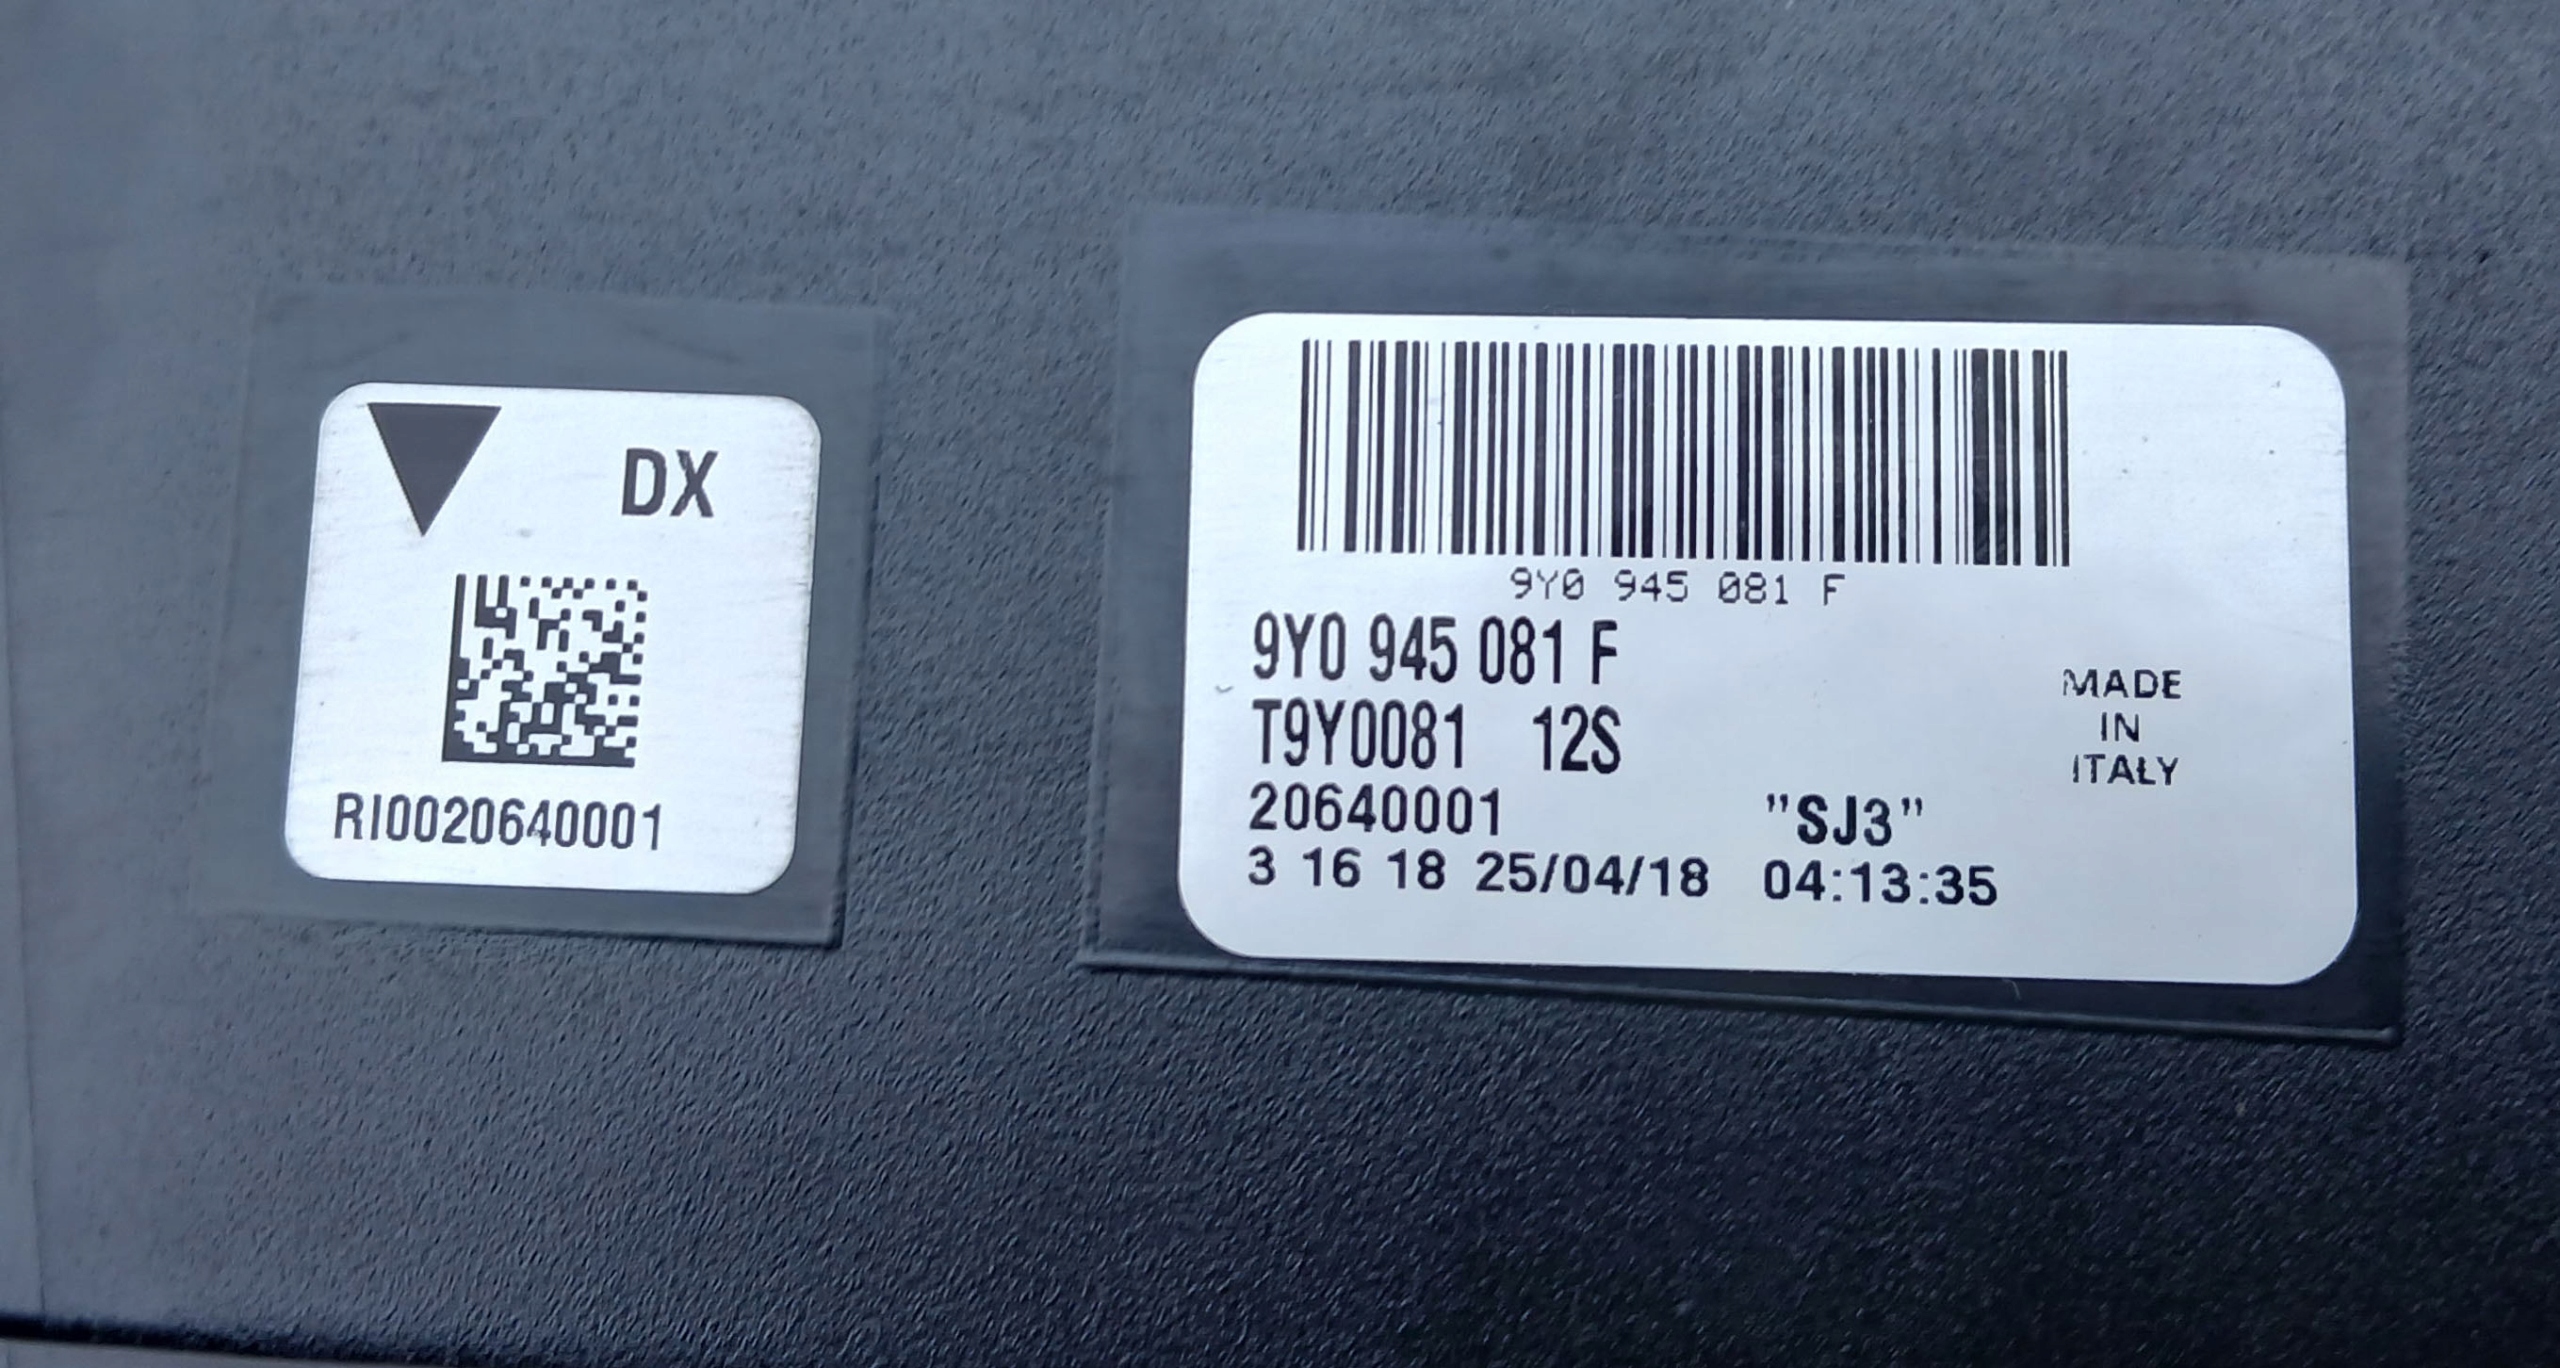 DX
RI0020640001
9Y0 945 081 F
9Y0 945 081 F
T9Y0081 12S
20640001 "SJ3"
3 16 18 25/04/18 04:13:35
MADE
IN
ITALY